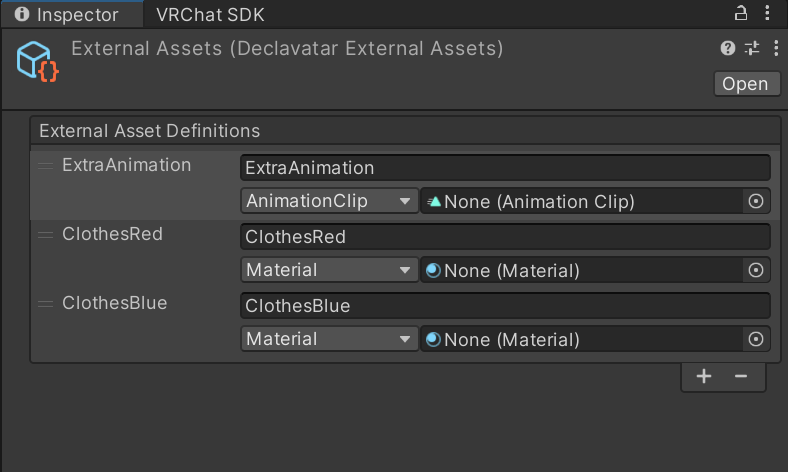 Inspector VRChat SDK
External Assets (Declavatar External Assets)
Open
External Asset Definitions
ExtraAnimation ExtraAnimation
AnimationClip None (Animation Clip)
ClothesRed ClothesRed
Material None (Material)
ClothesBlue ClothesBlue
Material None (Material)